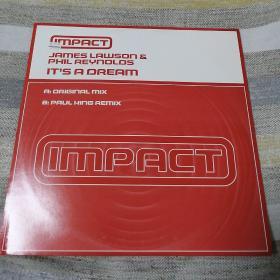 IMPACT
JAMES LAWSON &
PHIL REYNOLDS
IT'S A DREAM
A: ORIGINAL MIX
B: PAUL KING REMIX
IMPACT